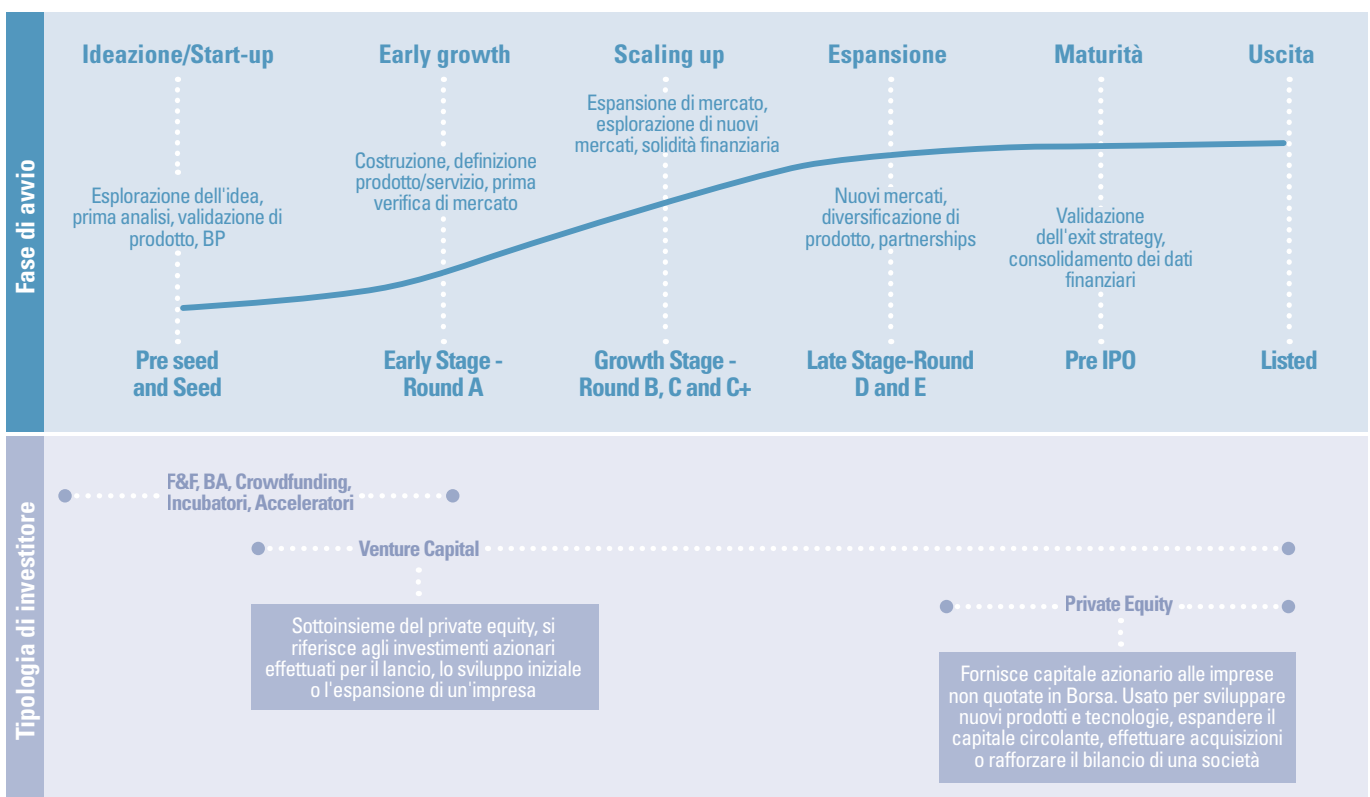 Fase di avvio
Ideazione/Start-up
Early growth
Scaling up
Espansione
Maturità
Uscita
Esplorazione dell'idea,
prima analisi, validazione di
prodotto, BP
Costruzione, definizione
prodotto/servizio, prima
verifica di mercato
Espansione di mercato,
esplorazione di nuovi
mercati, solidità finanziaria
Nuovi mercati,
diversificazione di
prodotto, partnerships
Validazione
dell'exit strategy,
consolidamento dei dati
finanziari
Pre seed
and Seed
Early Stage -
Round A
Growth Stage -
Round B, C and C+
Late Stage-Round
D and E
Pre IPO
Listed
Tipologia di investitore
F&F, BA, Crowdfunding,
Incubatori, Acceleratori
Venture Capital
Sottoinsieme del private equity, si
riferisce agli investimenti azionari
effettuati per il lancio, lo sviluppo iniziale
o l'espansione di un'impresa
Private Equity
Fornisce capitale azionario alle imprese
non quotate in Borsa. Usato per sviluppare
nuovi prodotti e tecnologie, espandere il
capitale circolante, effettuare acquisizioni
o rafforzare il bilancio di una società